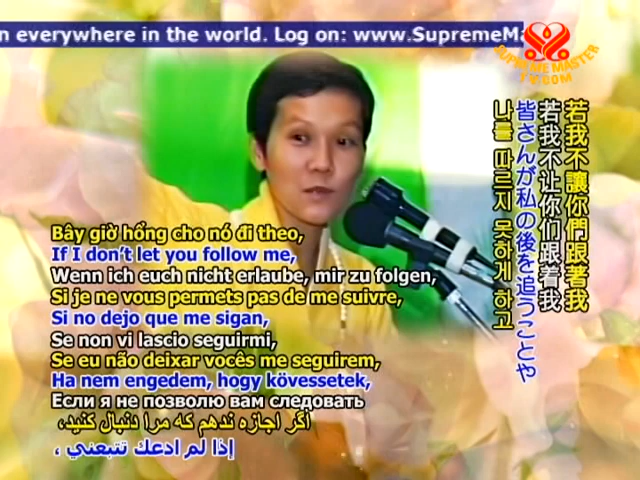 n everywhere in the world. Log on: www.SupremeMa
SUPREME MASTER
TV.COM
若我不讓你們跟著我
若我不让你们跟着我
皆さんが私の後を追うことや
나를 따르지 못하게 하고
Bây giờ hổng cho nó đi theo,
If I don't let you follow me,
Wenn ich euch nicht erlaube, mir zu folgen,
Si je ne vous permets pas de me suivre,
Si no dejo que me sigan,
Se non vi lascio seguirmi,
Se eu não deixar vocês me seguirem,
Ha nem engedem, hogy kövessetek,
Если я не позволю вам следовать
اگر اجازه ندهم که مرا دنبال کنید،
إذا لم ادعك تتبعني ،